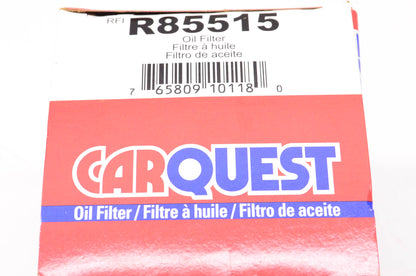 RFI R85515
Oil Filter
Filtre à huile
Filtro de aceite
7 65809 10118 0
CARQUEST
Oil Filter / Filtre à huile / Filtro de aceite